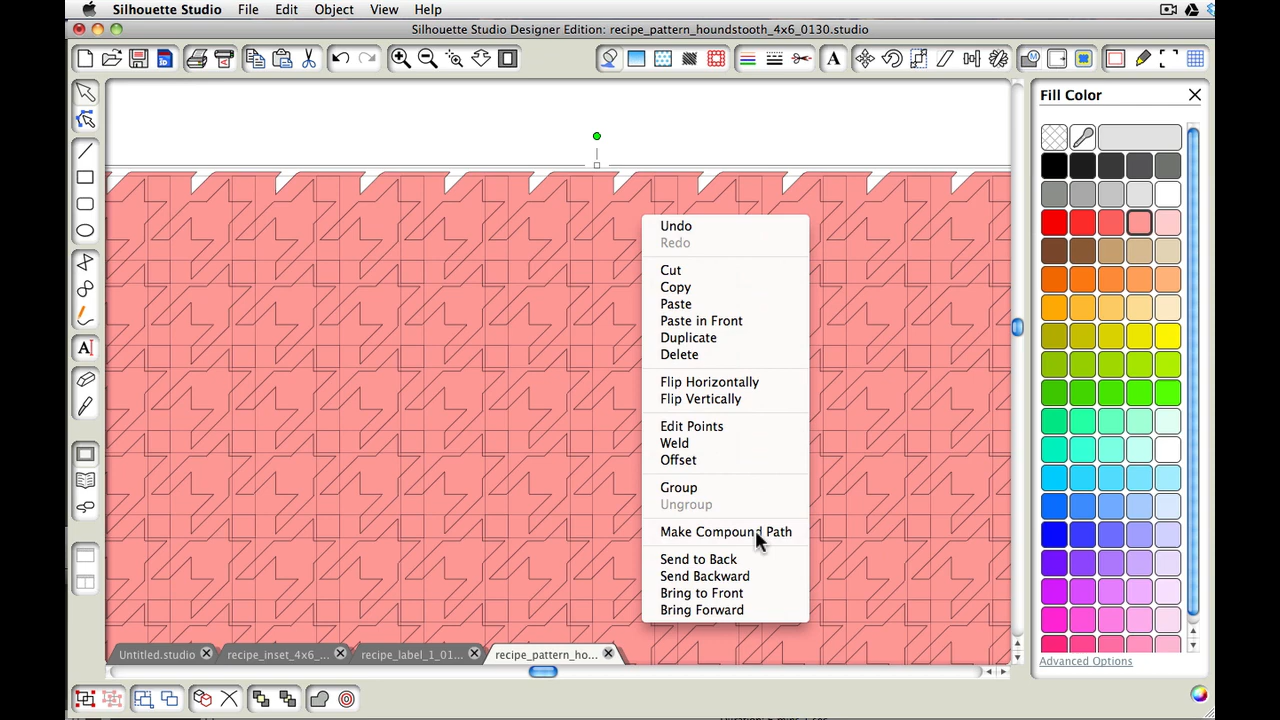 Silhouette Studio File Edit Object View Help
Silhouette Studio Designer Edition: recipe_pattern_houndstooth_4x6_0130.studio
A
Fill Color
Undo
Redo
Cut
Copy
Paste
Paste in Front
Duplicate
Delete
Flip Horizontally
Flip Vertically
Edit Points
Weld
Offset
Group
Ungroup
Make Compound Path
Send to Back
Send Backward
Bring to Front
Bring Forward
A
Untitled.studio recipe_inset_4x6_... recipe_label_1_01... recipe_pattern_ho...
Advanced Options